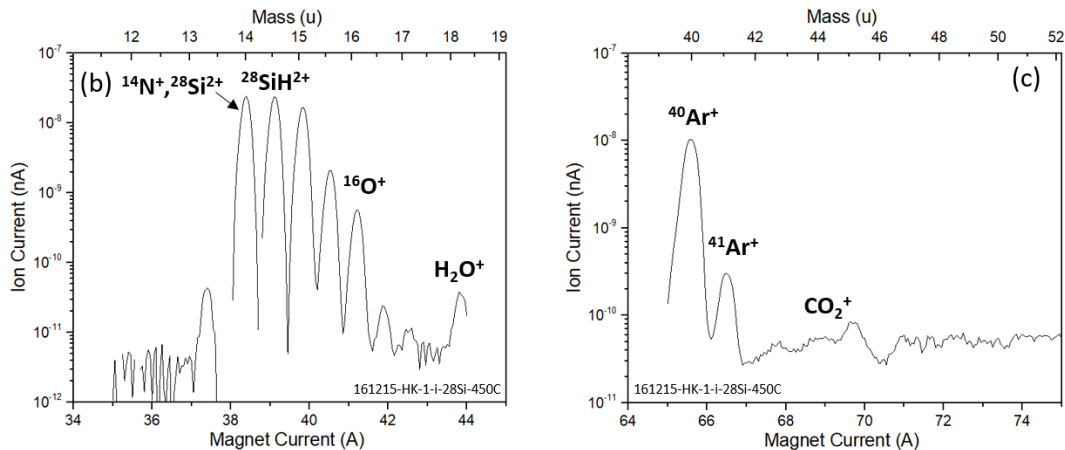 Mass (u)
12 13 14 15 16 17 18 19
10⁻⁷
10⁻⁸
10⁻⁹
10⁻¹⁰
10⁻¹¹
10⁻¹²
Ion Current (nA)
(b)
¹⁴N⁺,²⁸Si²⁺
²⁸SiH²⁺
¹⁶O⁺
H₂O⁺
161215-HK-1-i-28Si-450C
34 36 38 40 42 44
Magnet Current (A)
Mass (u)
40 42 44 46 48 50 52
10⁻⁷
10⁻⁸
10⁻⁹
10⁻¹⁰
10⁻¹¹
Ion Current (nA)
(c)
⁴⁰Ar⁺
⁴¹Ar⁺
CO₂⁺
161215-HK-1-i-28Si-450C
64 66 68 70 72 74
Magnet Current (A)